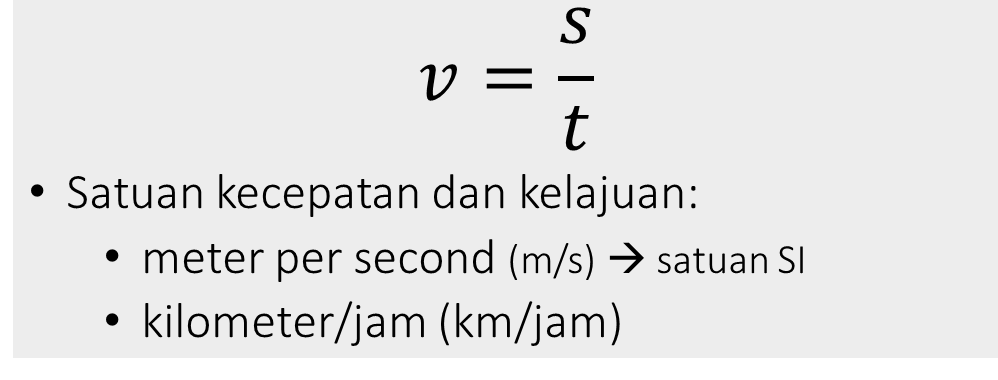 v = s/t
• Satuan kecepatan dan kelajuan:
• meter per second (m/s) → satuan SI
• kilometer/jam (km/jam)